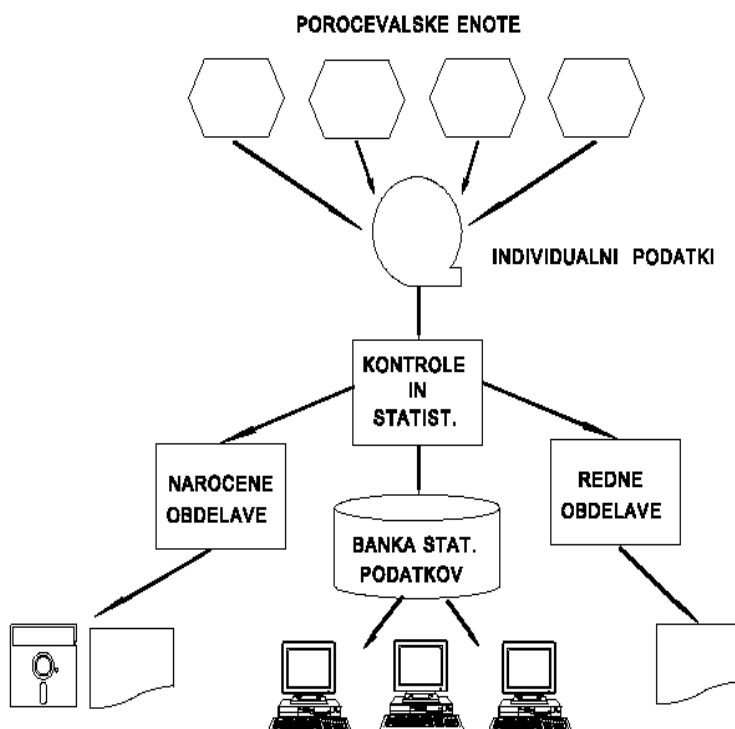 POROCEVALSKE ENOTE
INDIVIDUALNI PODATKI
KONTROLE
IN
STATIST.
NAROCENE
OBDELAVE
BANKA STAT.
PODATKOV
REDNE
OBDELAVE